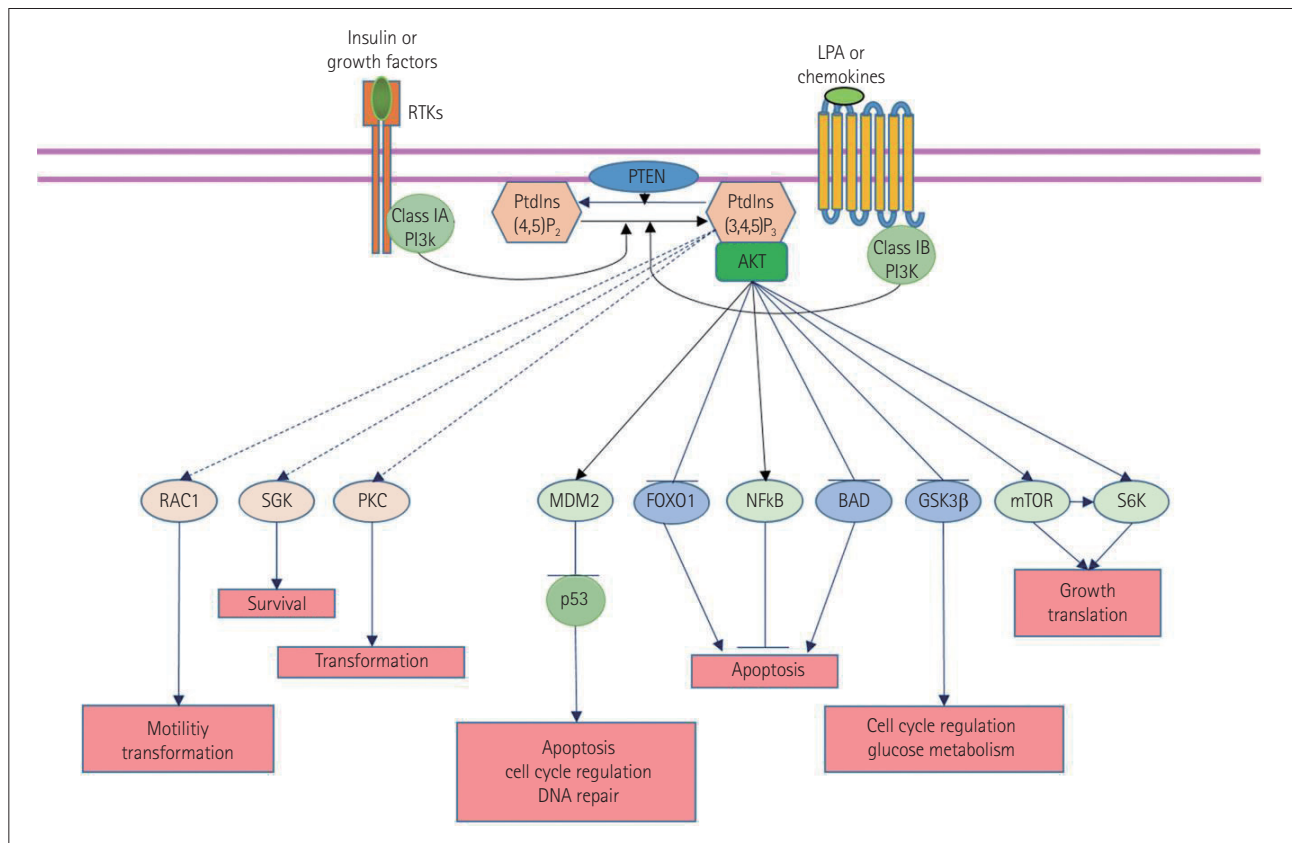 Insulin or
growth factors
RTKs
LPA or
chemokines
PTEN
PtdIns
(4,5)P₂
PtdIns
(3,4,5)P₃
Class IA
PI3k
Class IB
PI3K
AKT
RAC1
SGK
PKC
MDM2
FOXO1
NFkB
BAD
GSK3β
mTOR
S6K
Survival
p53
Growth
translation
Transformation
Apoptosis
Motilitiy
transformation
Apoptosis
cell cycle regulation
DNA repair
Cell cycle regulation
glucose metabolism